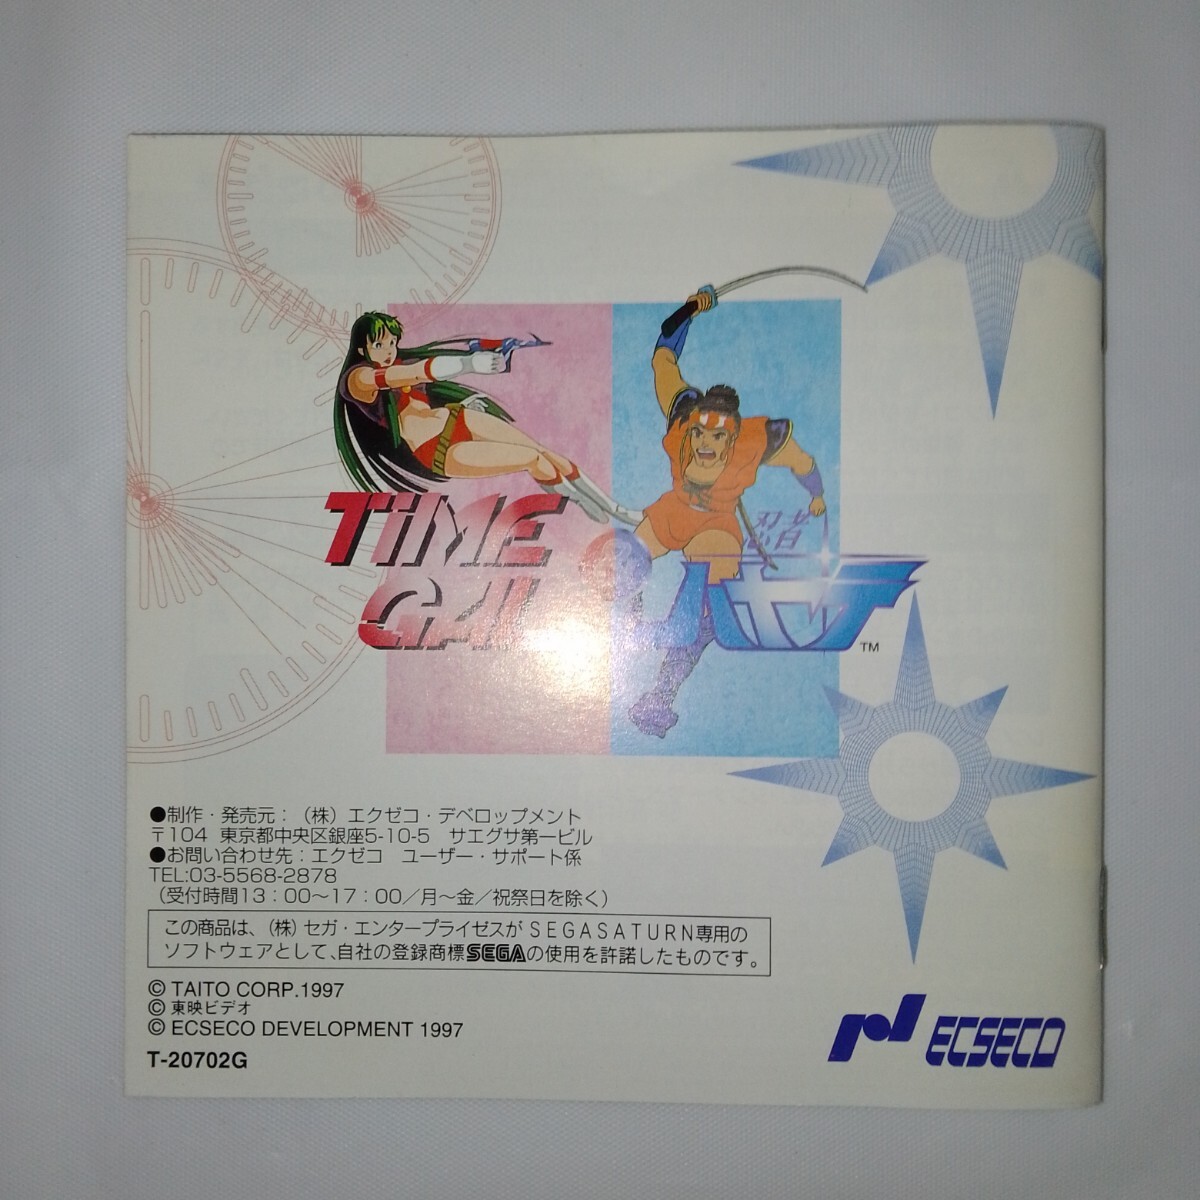 TIME
GAL
忍者
ハヤテ
TM
●制作・発売元：（株）エクゼコ・デベロップメント
〒104 東京都中央区銀座5-10-5 サエグサ第一ビル
●お問い合わせ先：エクゼコ ユーザー・サポート係
TEL:03-5568-2878
（受付時間13：00〜17：00／月〜金／祝祭日を除く）
この商品は、（株）セガ・エンタープライゼスがSEGASATURN専用の
ソフトウェアとして、自社の登録商標SEGAの使用を許諾したものです。
© TAITO CORP.1997
© 東映ビデオ
© ECSECO DEVELOPMENT 1997
T-20702G
ECSECO